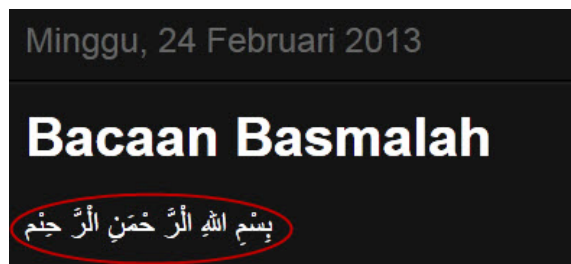 Minggu, 24 Februari 2013
Bacaan Basmalah
بِسْمِ اللهِ الْرَّ حْمَنِ الْرَّ حِنْم